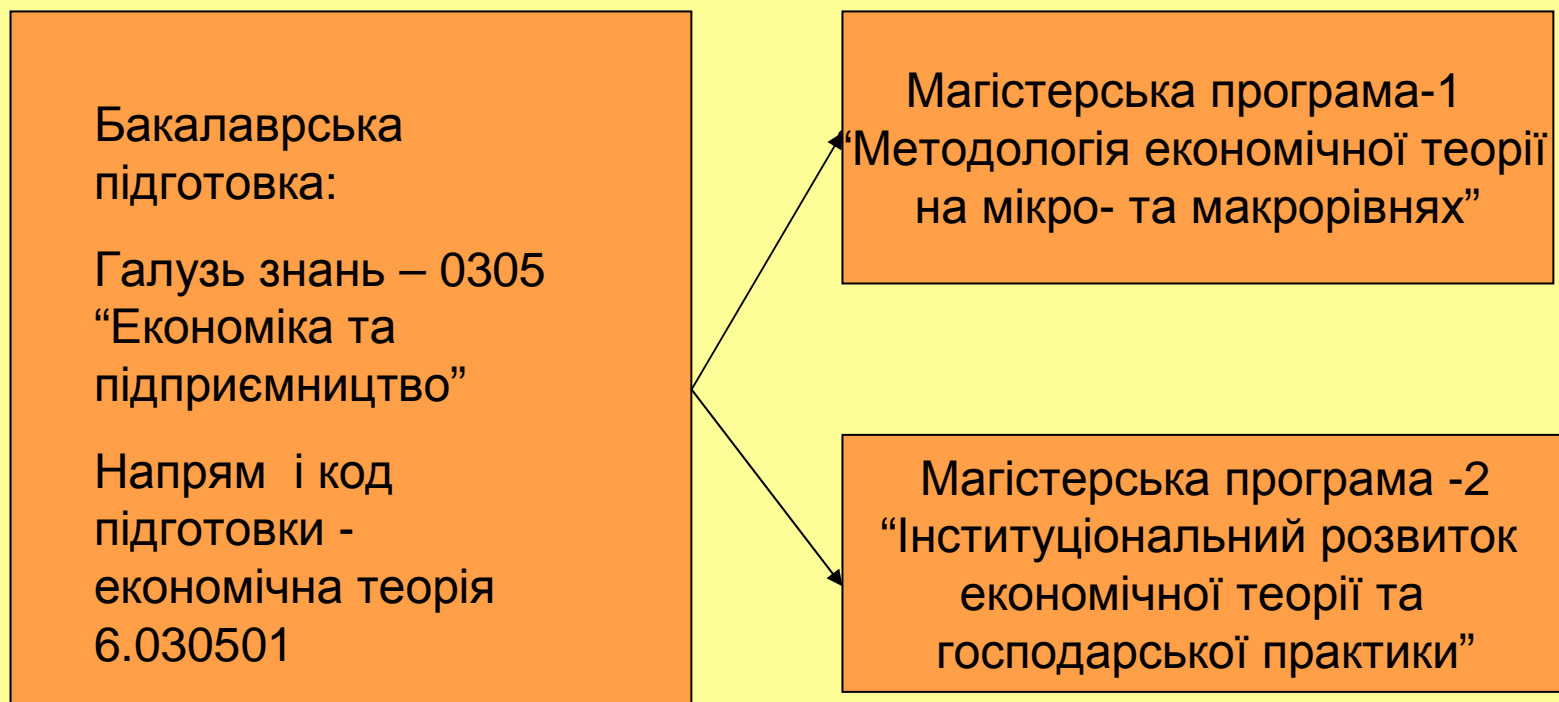 Бакалаврська
підготовка:
Галузь знань – 0305
“Економіка та
підприємництво”
Напрям і код
підготовки -
економічна теорія
6.030501
Магістерська програма-1
“Методологія економічної теорії
на мікро- та макрорівнях”
Магістерська програма -2
“Інституціональний розвиток
економічної теорії та
господарської практики”